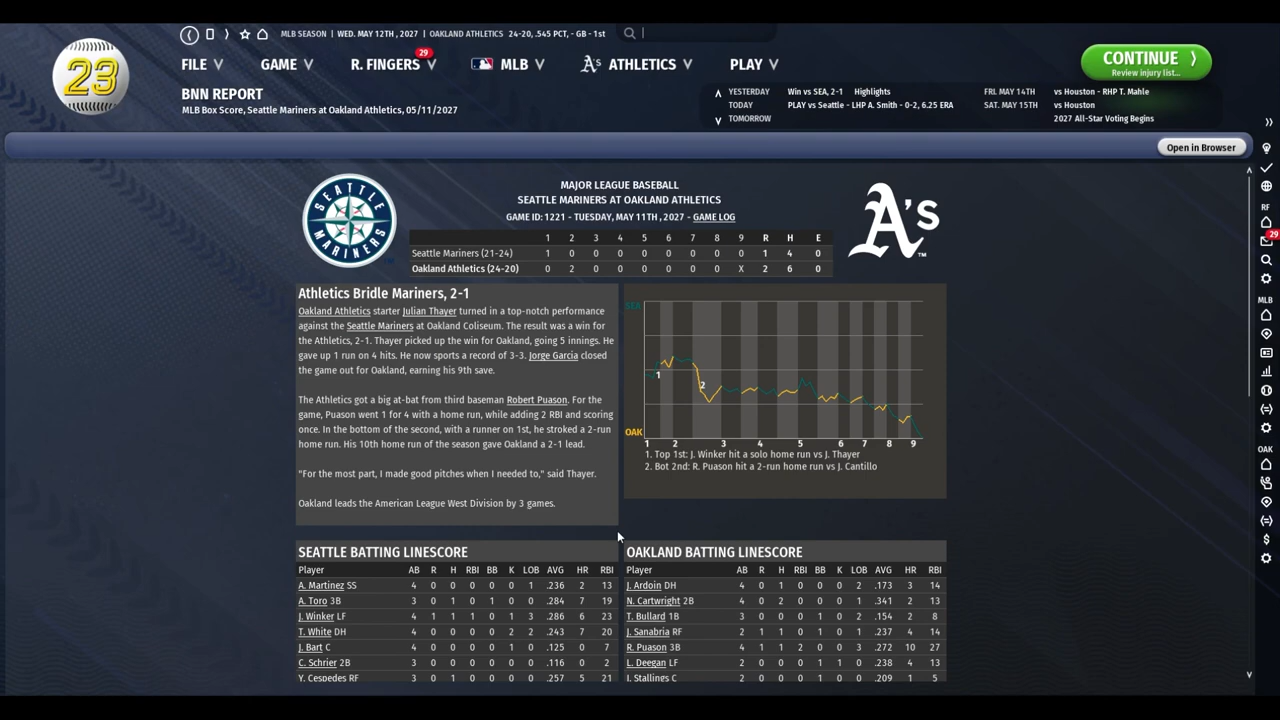 MLB SEASON | WED. MAY 12TH , 2027 | OAKLAND ATHLETICS 24-20, .545 PCT, - GB - 1st
23
FILE GAME R. FINGERS 29 MLB A's ATHLETICS PLAY
CONTINUE
Review injury list...
BNN REPORT
MLB Box Score, Seattle Mariners at Oakland Athletics, 05/11/2027
YESTERDAY Win vs SEA, 2-1 Highlights FRI. MAY 14TH vs Houston - RHP T. Mahle
TODAY PLAY vs Seattle - LHP A. Smith - 0-2, 6.25 ERA SAT. MAY 15TH vs Houston
TOMORROW 2027 All-Star Voting Begins
Open in Browser
SEATTLE MARINERS
A's
MAJOR LEAGUE BASEBALL
SEATTLE MARINERS AT OAKLAND ATHLETICS
GAME ID: 1221 - TUESDAY, MAY 11TH , 2027 - GAME LOG
1 2 3 4 5 6 7 8 9 R H E
Seattle Mariners (21-24) 1 0 0 0 0 0 0 0 0 1 4 0
Oakland Athletics (24-20) 0 2 0 0 0 0 0 0 X 2 6 0
Athletics Bridle Mariners, 2-1
Oakland Athletics starter Julian Thayer turned in a top-notch performance
against the Seattle Mariners at Oakland Coliseum. The result was a win for
the Athletics, 2-1. Thayer picked up the win for Oakland, going 5 innings. He
gave up 1 run on 4 hits. He now sports a record of 3-3. Jorge Garcia closed
the game out for Oakland, earning his 9th save.
The Athletics got a big at-bat from third baseman Robert Puason. For the
game, Puason went 1 for 4 with a home run, while adding 2 RBI and scoring
once. In the bottom of the second, with a runner on 1st, he stroked a 2-run
home run. His 10th home run of the season gave Oakland a 2-1 lead.
"For the most part, I made good pitches when I needed to," said Thayer.
Oakland leads the American League West Division by 3 games.
SEA
1
2
OAK
1 2 3 4 5 6 7 8 9
1. Top 1st: J. Winker hit a solo home run vs J. Thayer
2. Bot 2nd: R. Puason hit a 2-run home run vs J. Cantillo
SEATTLE BATTING LINESCORE
Player AB R H RBI BB K LOB AVG HR RBI
A. Martinez SS 4 0 0 0 0 0 1 .236 2 13
A. Toro 3B 3 0 1 0 1 0 0 .284 7 19
J. Winker LF 4 1 1 1 0 1 3 .286 6 23
T. White DH 4 0 0 0 0 2 2 .243 7 20
J. Bart C 4 0 0 0 0 1 0 .125 0 7
C. Schrier 2B 3 0 0 0 0 0 0 .116 0 2
Y. Cespedes RF 3 0 1 0 0 0 0 .257 5 21
OAKLAND BATTING LINESCORE
Player AB R H RBI BB K LOB AVG HR RBI
J. Ardoin DH 4 0 1 0 0 0 2 .173 3 14
N. Cartwright 2B 4 0 2 0 0 0 0 .341 2 13
T. Bullard 1B 3 0 0 0 1 0 2 .154 2 8
J. Sanabria RF 2 1 1 0 1 0 1 .237 4 14
R. Puason 3B 4 1 1 2 0 0 3 .272 10 27
L. Deegan LF 2 0 0 0 1 1 0 .238 4 13
J. Stallings C 2 0 0 0 1 0 0 .209 1 5
RF
29
MLB
OAK